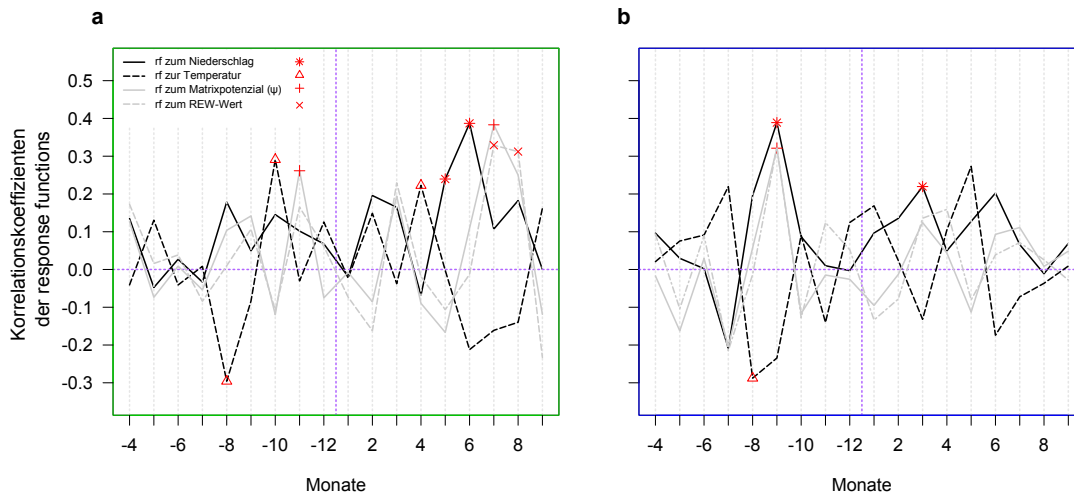 a
b
Korrelationskoeffizienten
der response functions
0.5
0.4
0.3
0.2
0.1
0.0
-0.1
-0.2
-0.3
rf zum Niederschlag
rf zur Temperatur
rf zum Matrixpotenzial (ψ)
rf zum REW-Wert
-4 -6 -8 -10 -12 2 4 6 8
-4 -6 -8 -10 -12 2 4 6 8
Monate
Monate